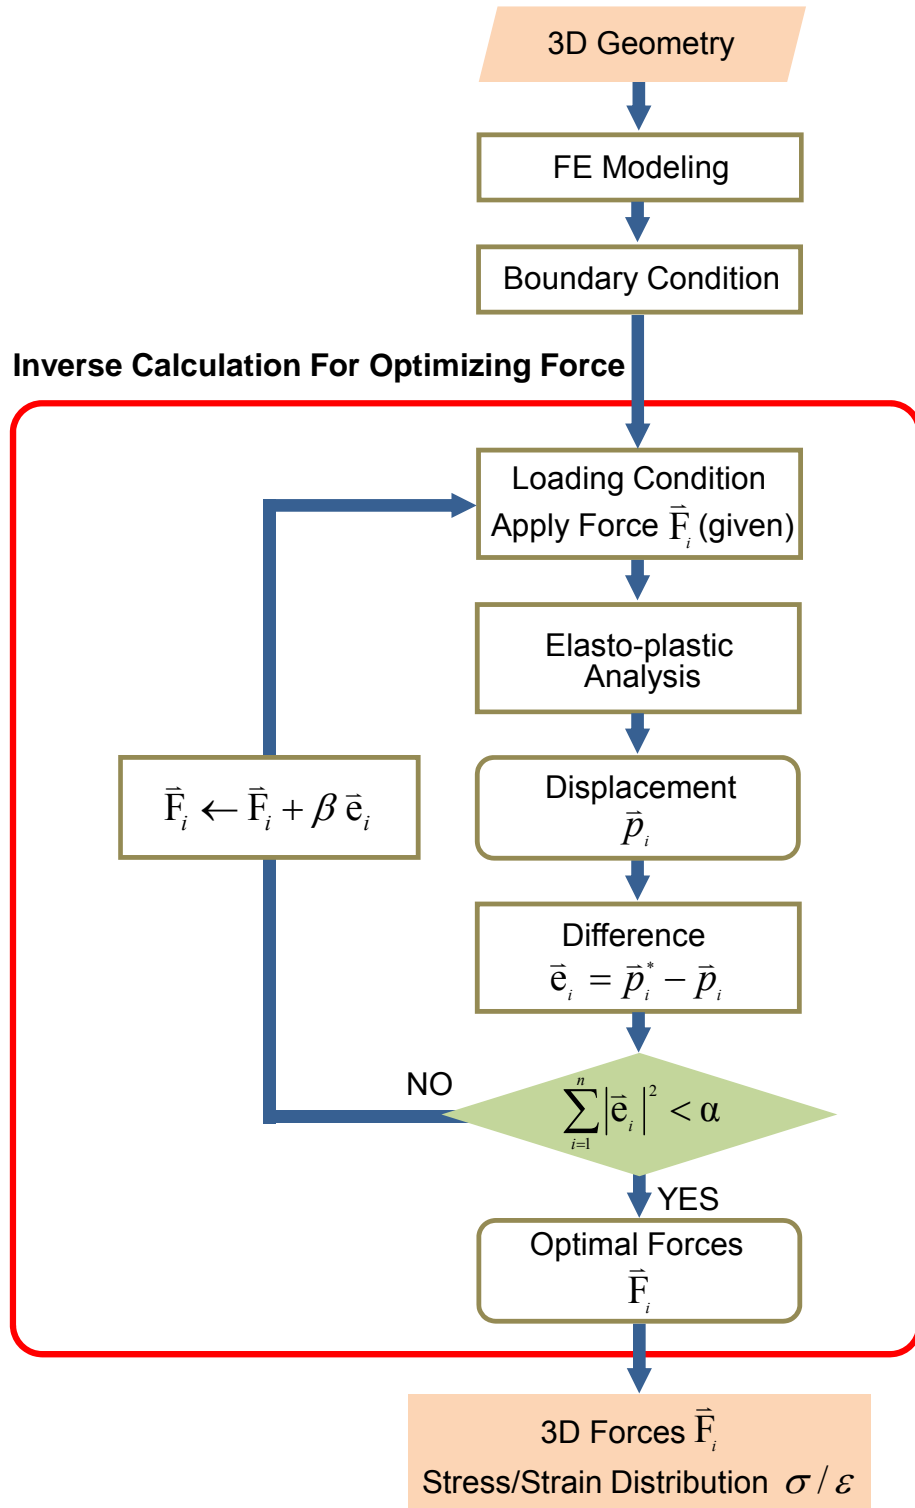 3D Geometry
FE Modeling
Boundary Condition
Inverse Calculation For Optimizing Force
Loading Condition
Apply Force F⃗ᵢ (given)
Elasto-plastic
Analysis
Displacement
p⃗ᵢ
F⃗ᵢ ← F⃗ᵢ + β e⃗ᵢ
Difference
e⃗ᵢ = p⃗ᵢ* − p⃗ᵢ
NO
∑ᵢ₌₁ⁿ |e⃗ᵢ|² < α
YES
Optimal Forces
F⃗ᵢ
3D Forces F⃗ᵢ
Stress/Strain Distribution σ / ε